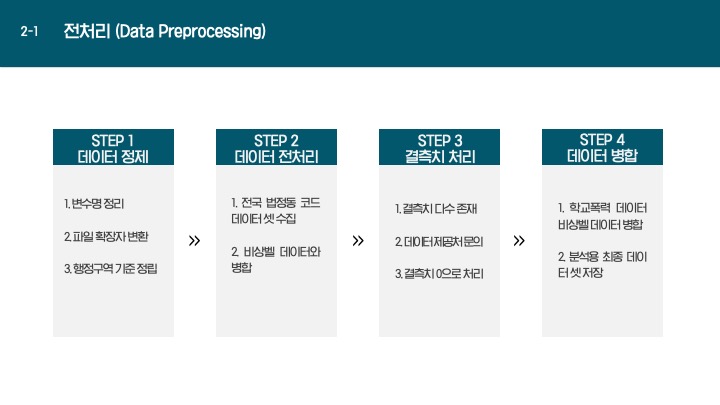 2-1 전처리 (Data Preprocessing)
STEP 1
데이터 정제
1. 변수명 정리
2. 파일 확장자 변환
3. 행정구역 기준 정립
»
STEP 2
데이터 전처리
1. 전국 법정동 코드
데이터 셋 수집
2. 비상벨 데이터와
병합
»
STEP 3
결측치 처리
1. 결측치 다수 존재
2. 데이터 제공처 문의
3. 결측치 0으로 처리
»
STEP 4
데이터 병합
1. 학교폭력 데이터
비상벨 데이터 병합
2. 분석용 최종 데이
터 셋 저장